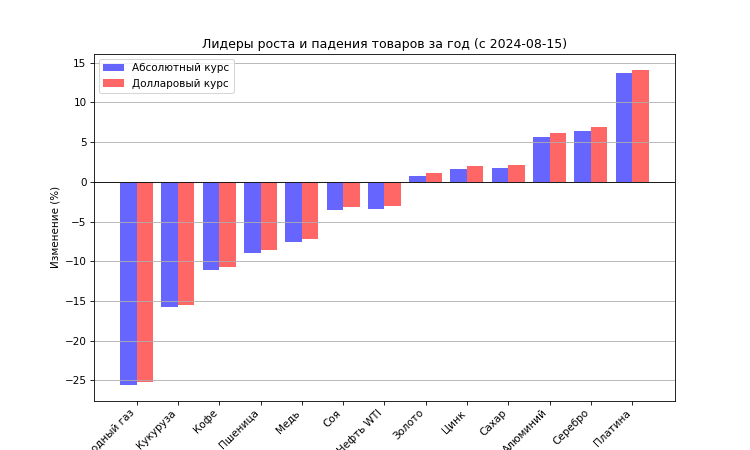 Лидеры роста и падения товаров за год (с 2024-08-15)
Абсолютный курс
Долларовый курс
Изменение (%)
15
10
5
0
−5
−10
−15
−20
−25
одный газ
Кукуруза
Кофе
Пшеница
Медь
Соя
Нефть WTI
Золото
Цинк
Сахар
Алюминий
Серебро
Платина